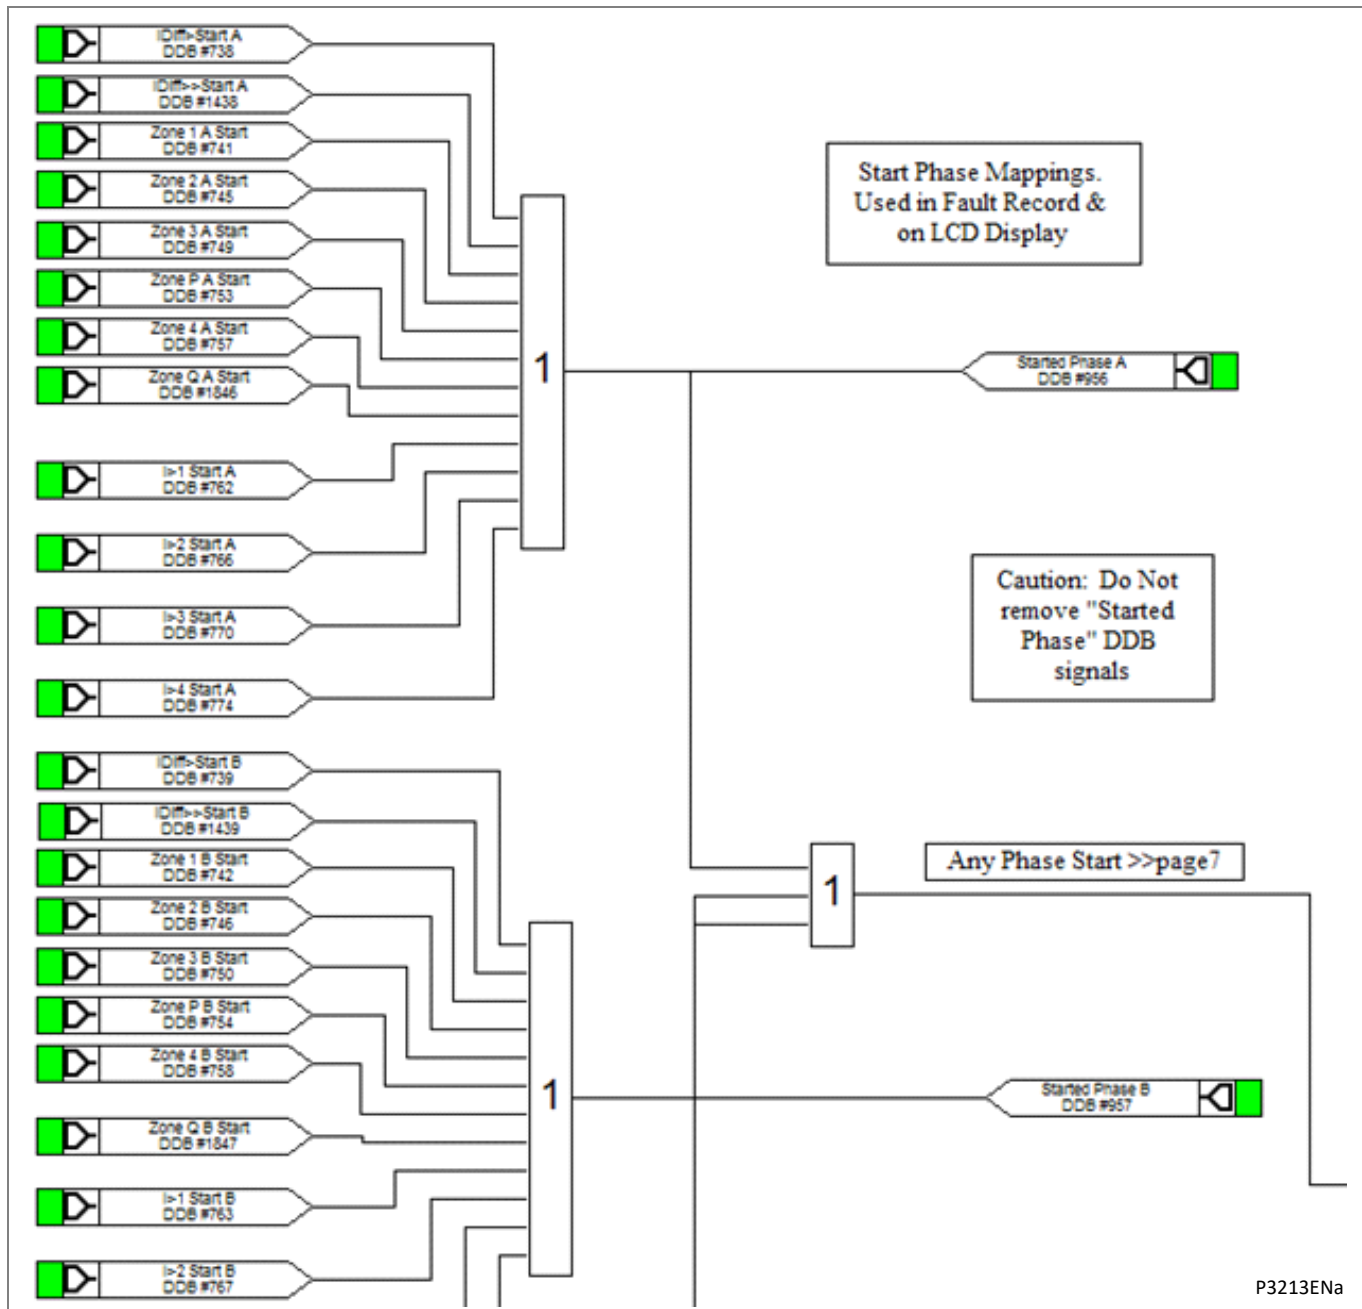 IDiff>Start A
DDB #738
IDiff>>Start A
DDB #1438
Zone 1 A Start
DDB #741
Zone 2 A Start
DDB #745
Zone 3 A Start
DDB #749
Zone P A Start
DDB #753
Zone 4 A Start
DDB #757
Zone Q A Start
DDB #1846
I>1 Start A
DDB #762
I>2 Start A
DDB #766
I>3 Start A
DDB #770
I>4 Start A
DDB #774
1
Start Phase Mappings.
Used in Fault Record &
on LCD Display
Started Phase A
DDB #956
Caution: Do Not
remove "Started
Phase" DDB
signals
IDiff>Start B
DDB #739
IDiff>>Start B
DDB #1439
Zone 1 B Start
DDB #742
Zone 2 B Start
DDB #746
Zone 3 B Start
DDB #750
Zone P B Start
DDB #754
Zone 4 B Start
DDB #758
Zone Q B Start
DDB #1847
I>1 Start B
DDB #763
I>2 Start B
DDB #767
1
1
Any Phase Start >>page7
Started Phase B
DDB #957
P3213ENa